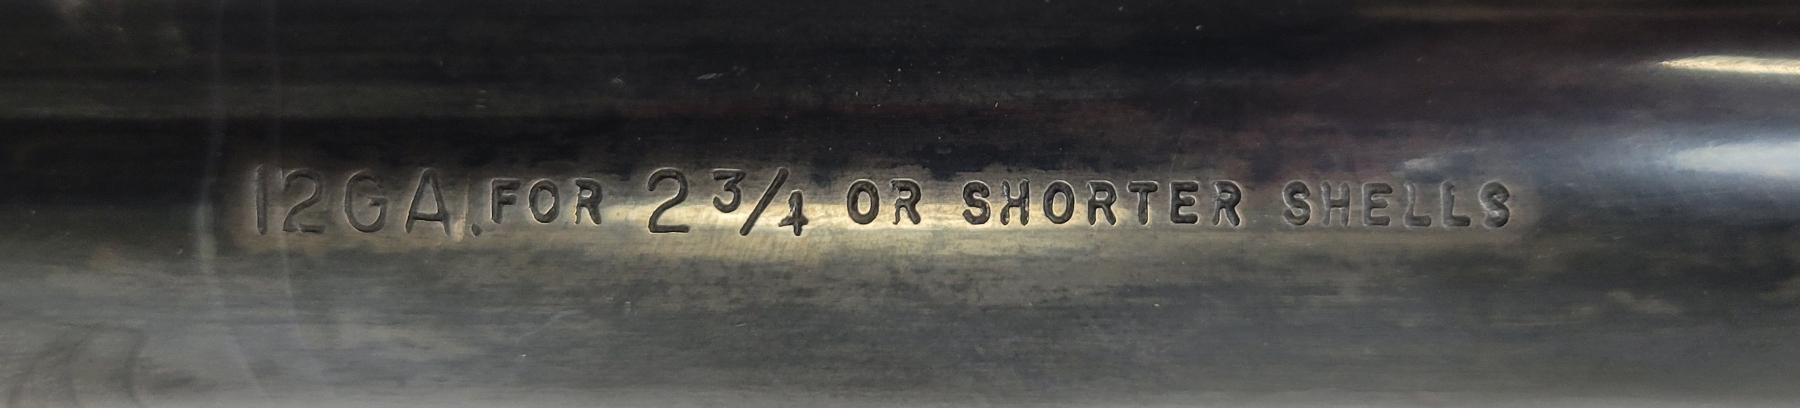 12GA. FOR 2 3/4 OR SHORTER SHELLS